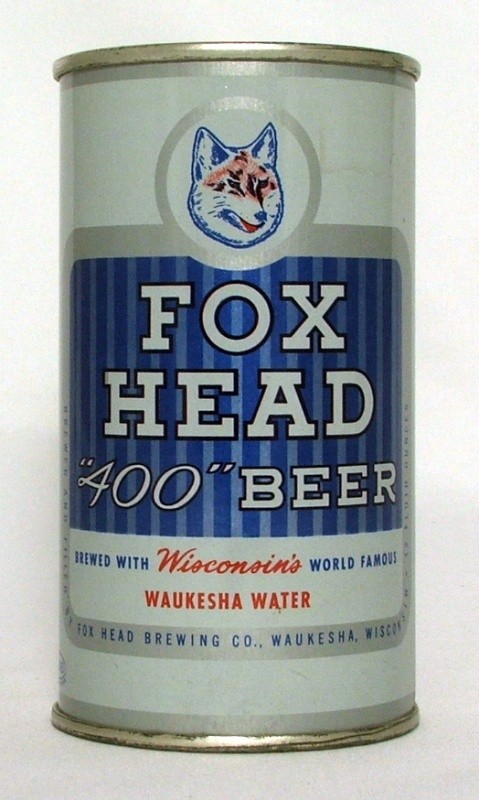 FOX
HEAD
"400" BEER
BREWED WITH Wisconsin's WORLD FAMOUS
WAUKESHA WATER
FOX HEAD BREWING CO., WAUKESHA, WISCON